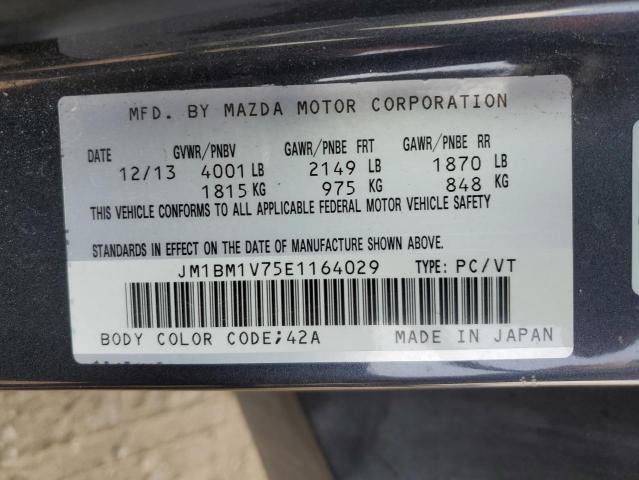 MFD. BY MAZDA MOTOR CORPORATION
DATE GVWR/PNBV GAWR/PNBE FRT GAWR/PNBE RR
12/13 4001 LB 2149 LB 1870 LB
1815 KG 975 KG 848 KG
THIS VEHICLE CONFORMS TO ALL APPLICABLE FEDERAL MOTOR VEHICLE SAFETY
STANDARDS IN EFFECT ON THE DATE OF MANUFACTURE SHOWN ABOVE.
JM1BM1V75E1164029 TYPE: PC/VT
BODY COLOR CODE;42A MADE IN JAPAN